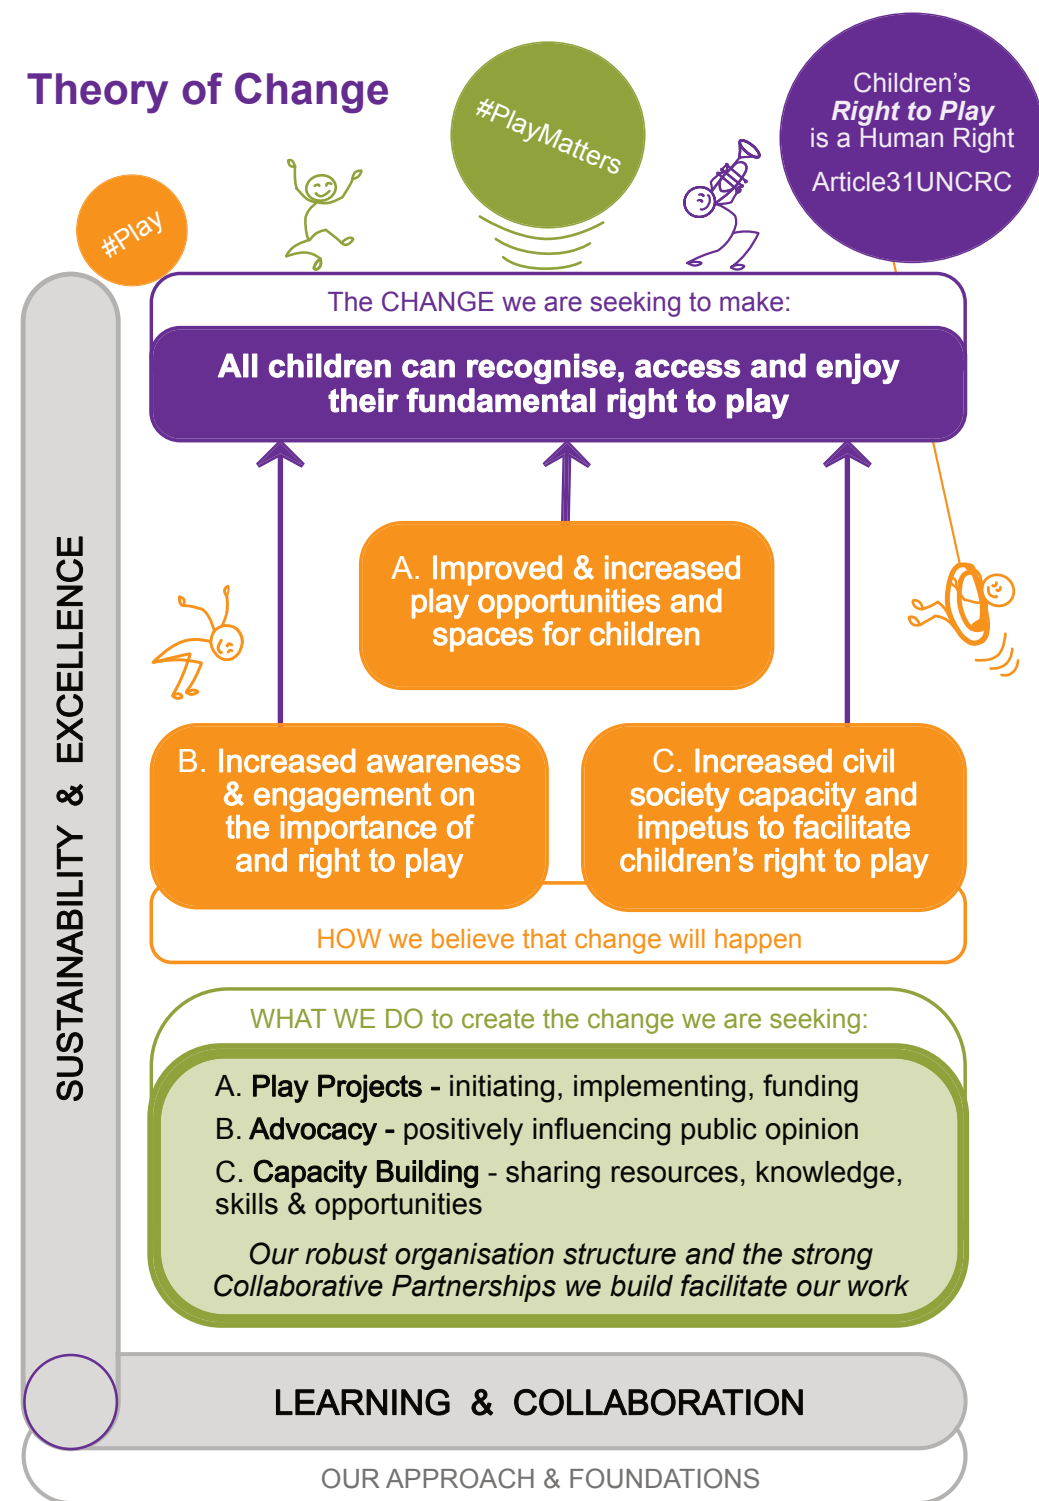 Theory of Change
#Play
#PlayMatters
Children’s
Right to Play
is a Human Right
Article31UNCRC
The CHANGE we are seeking to make:
All children can recognise, access and enjoy
their fundamental right to play
A. Improved & increased
play opportunities and
spaces for children
B. Increased awareness
& engagement on
the importance of
and right to play
C. Increased civil
society capacity and
impetus to facilitate
children’s right to play
HOW we believe that change will happen
WHAT WE DO to create the change we are seeking:
A. Play Projects - initiating, implementing, funding
B. Advocacy - positively influencing public opinion
C. Capacity Building - sharing resources, knowledge,
skills & opportunities
Our robust organisation structure and the strong
Collaborative Partnerships we build facilitate our work
SUSTAINABILITY & EXCELLENCE
LEARNING & COLLABORATION
OUR APPROACH & FOUNDATIONS